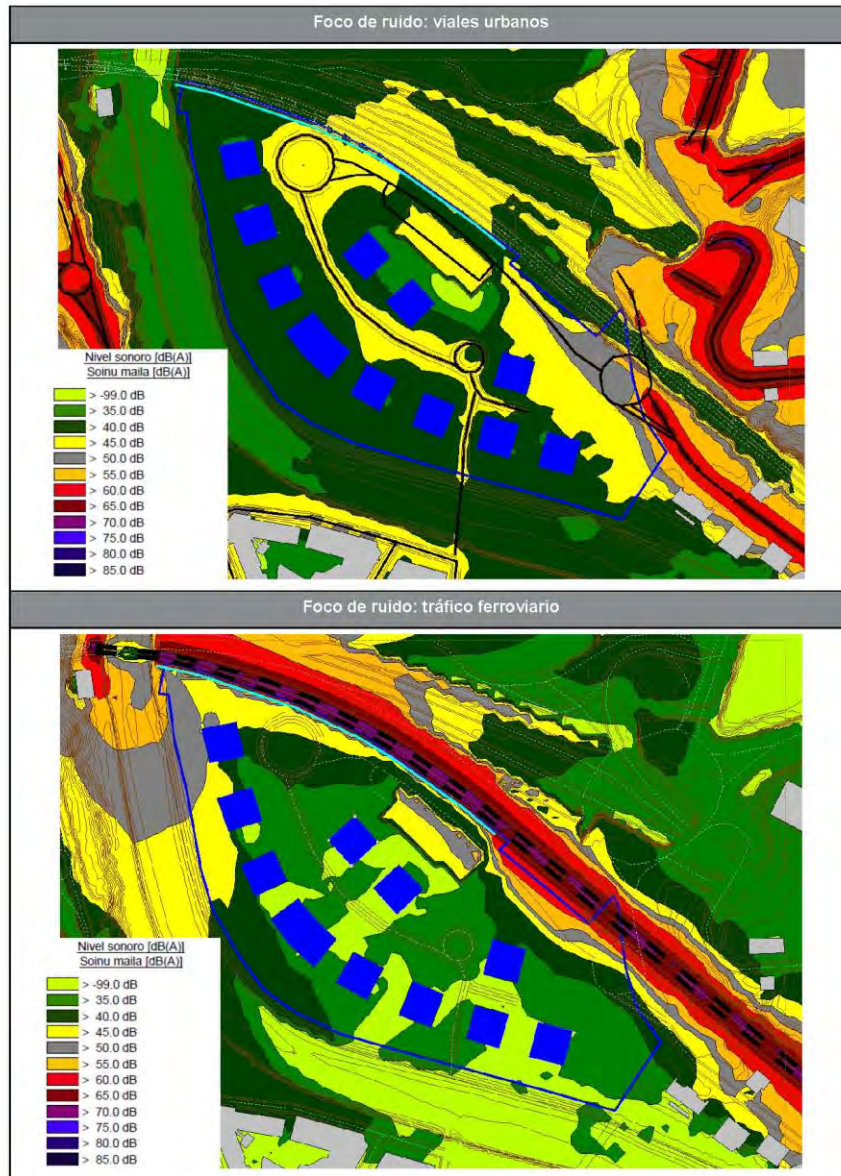 Foco de ruido: viales urbanos
Nivel sonoro [dB(A)]
Soinu maila [dB(A)]
> -99.0 dB
> 35.0 dB
> 40.0 dB
> 45.0 dB
> 50.0 dB
> 55.0 dB
> 60.0 dB
> 65.0 dB
> 70.0 dB
> 75.0 dB
> 80.0 dB
> 85.0 dB
Foco de ruido: tráfico ferroviario
Nivel sonoro [dB(A)]
Soinu maila [dB(A)]
> -99.0 dB
> 35.0 dB
> 40.0 dB
> 45.0 dB
> 50.0 dB
> 55.0 dB
> 60.0 dB
> 65.0 dB
> 70.0 dB
> 75.0 dB
> 80.0 dB
> 85.0 dB